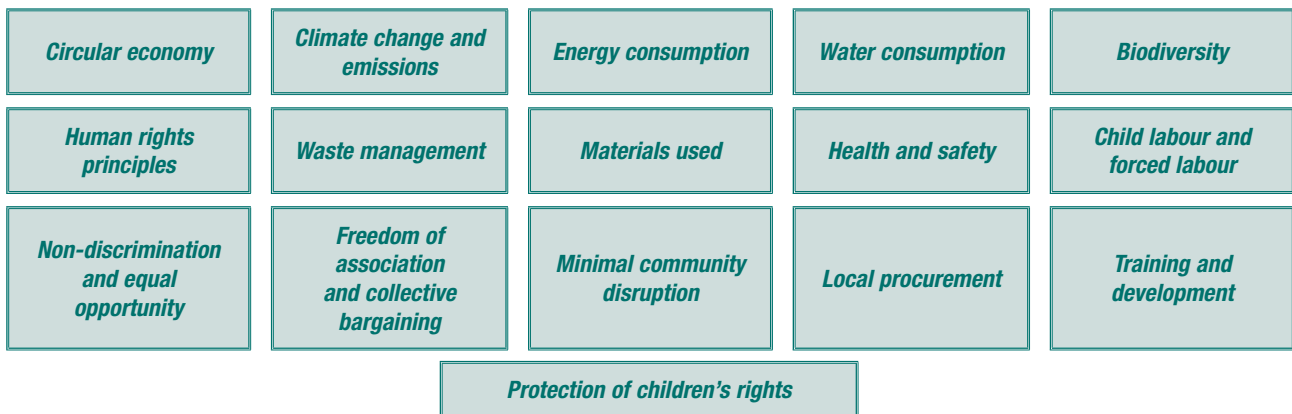 Circular economy
Climate change and
emissions
Energy consumption
Water consumption
Biodiversity
Human rights
principles
Waste management
Materials used
Health and safety
Child labour and
forced labour
Non-discrimination
and equal
opportunity
Freedom of
association
and collective
bargaining
Minimal community
disruption
Local procurement
Training and
development
Protection of children's rights